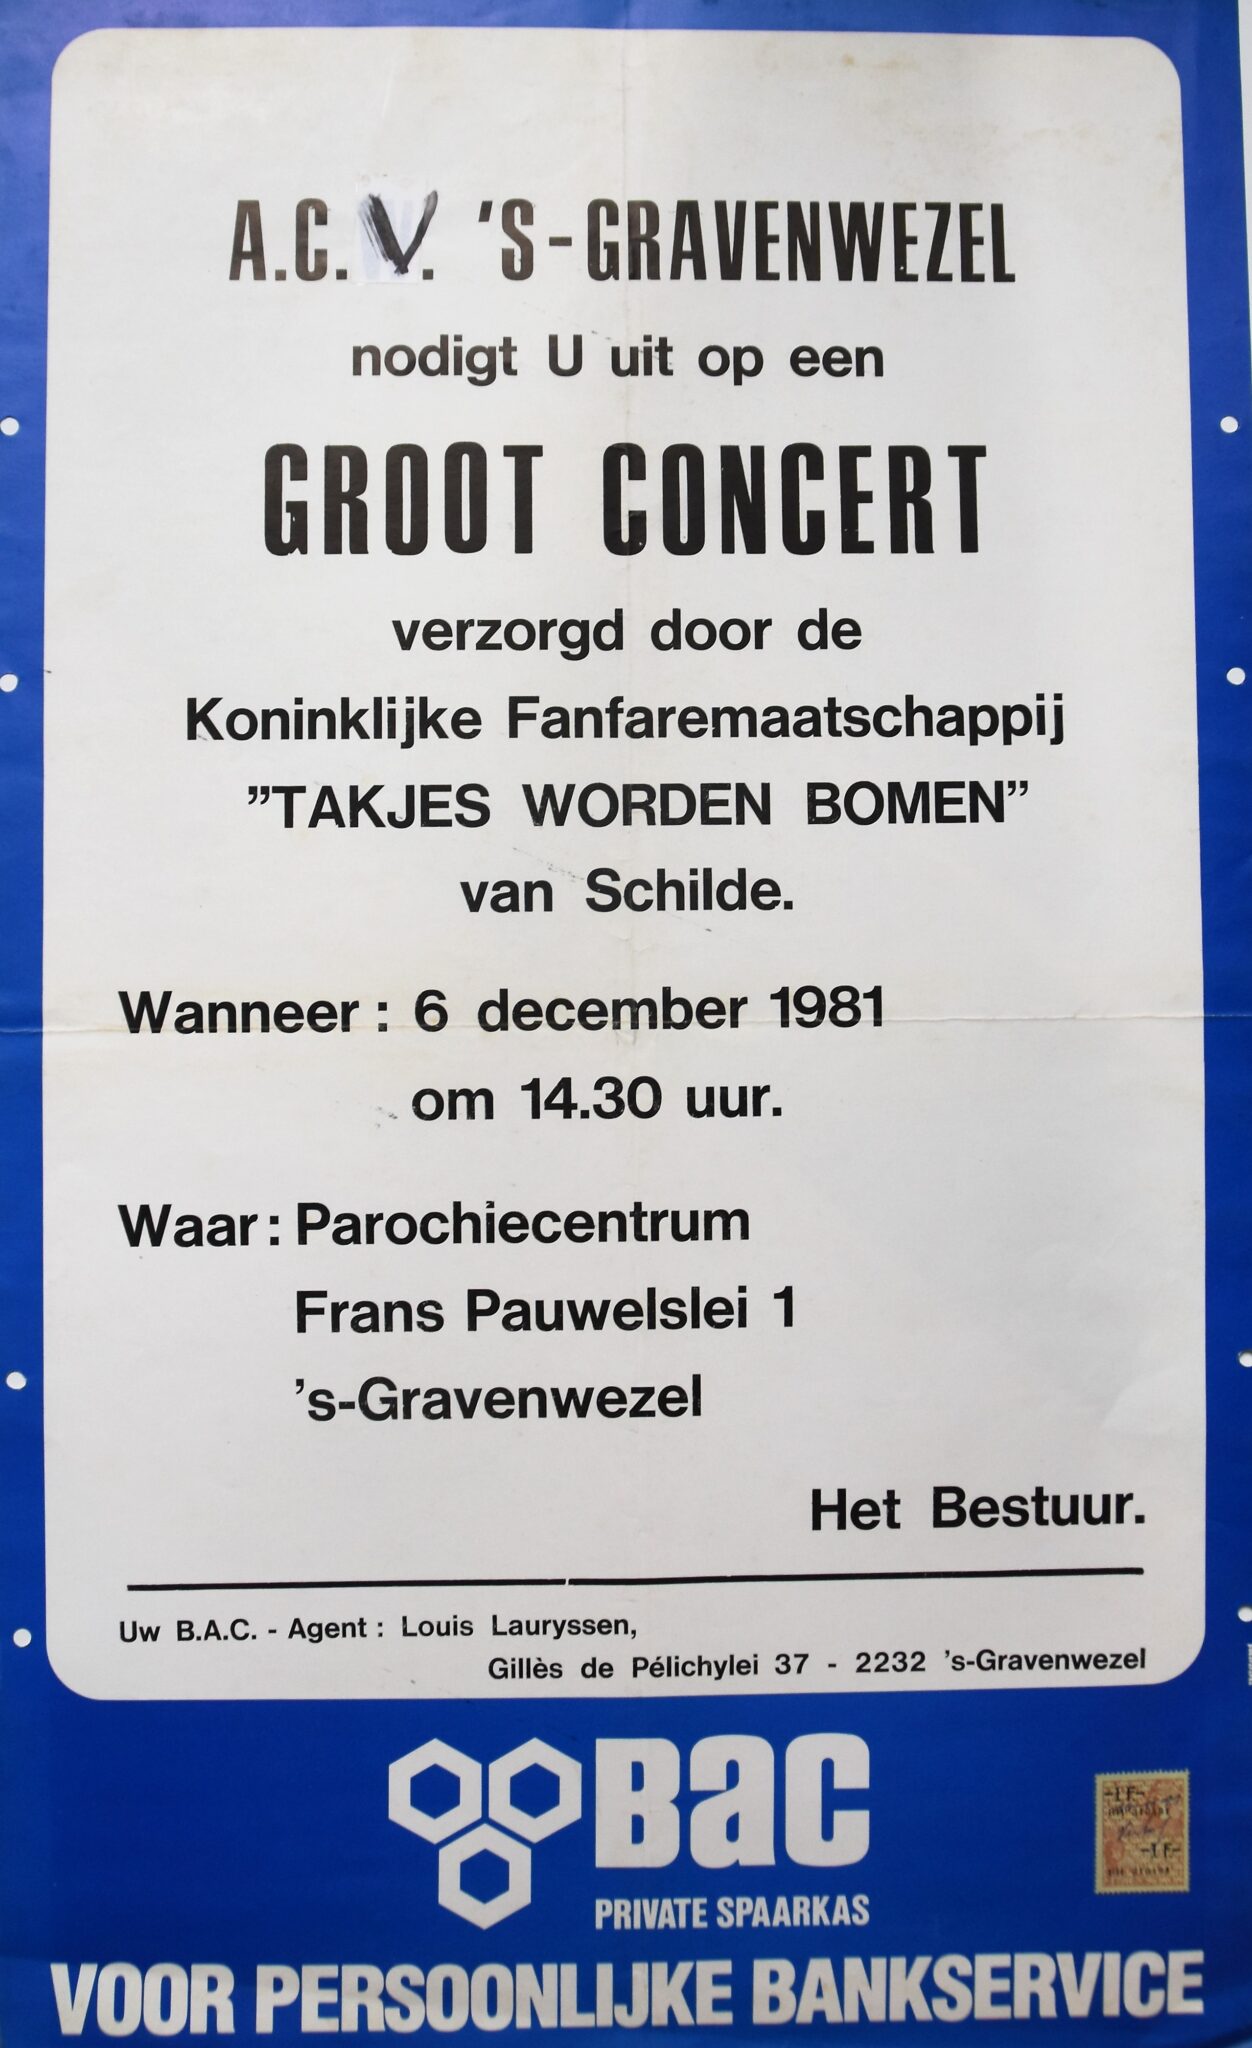 A.C.V. 'S-GRAVENWEZEL
nodigt U uit op een
GROOT CONCERT
verzorgd door de
Koninklijke Fanfaremaatschappij
”TAKJES WORDEN BOMEN”
van Schilde.
Wanneer : 6 december 1981
om 14.30 uur.
Waar : Parochiecentrum
Frans Pauwelslei 1
's-Gravenwezel
Het Bestuur.
Uw B.A.C. - Agent : Louis Lauryssen,
Gillès de Pélichylei 37 - 2232 's-Gravenwezel
BAC
PRIVATE SPAARKAS
VOOR PERSOONLIJKE BANKSERVICE